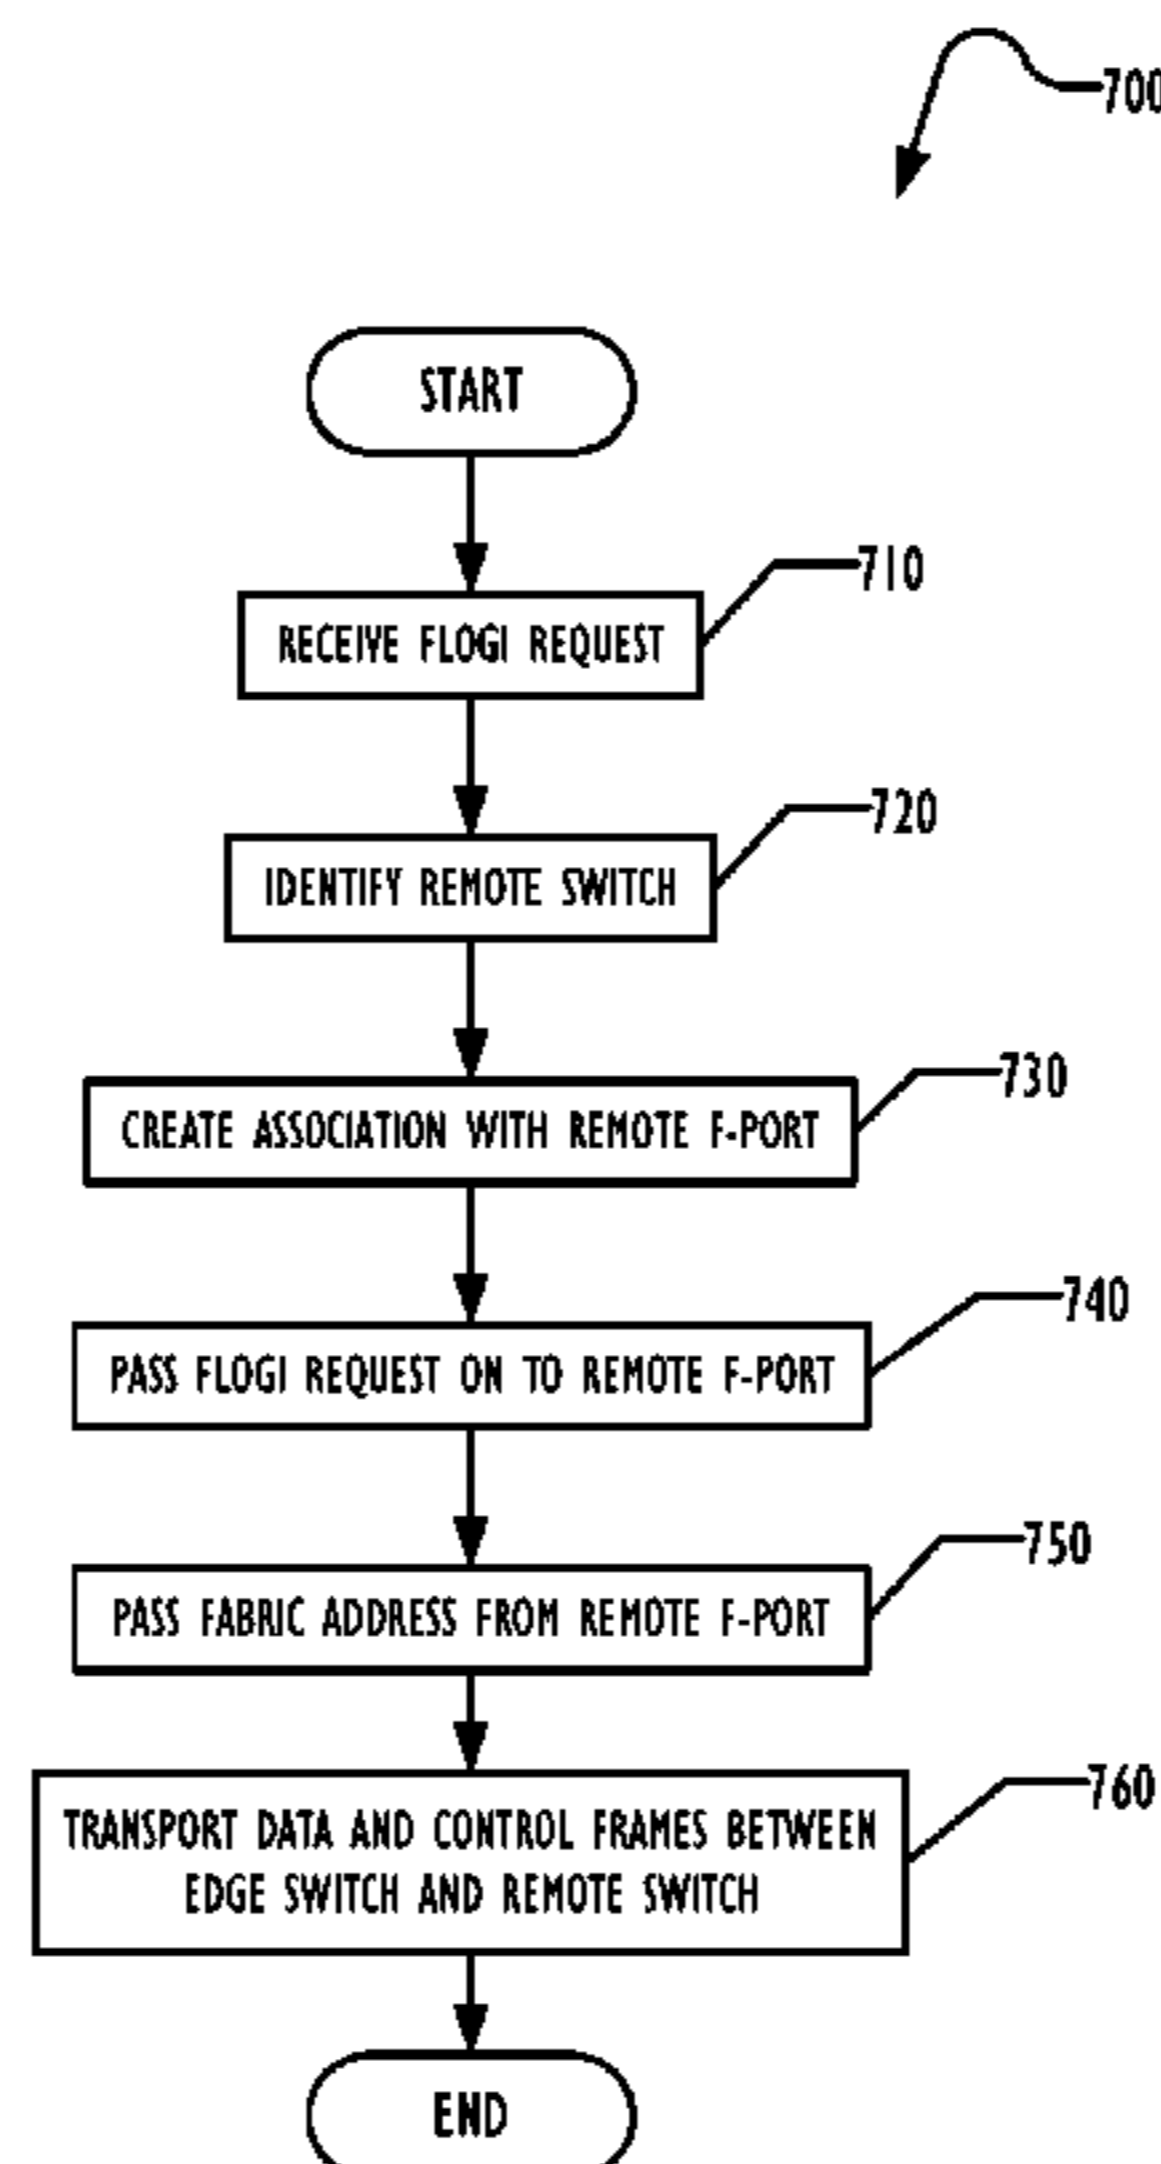 700
START
710
RECEIVE FLOGI REQUEST
720
IDENTIFY REMOTE SWITCH
730
CREATE ASSOCIATION WITH REMOTE F-PORT
740
PASS FLOGI REQUEST ON TO REMOTE F-PORT
750
PASS FABRIC ADDRESS FROM REMOTE F-PORT
760
TRANSPORT DATA AND CONTROL FRAMES BETWEEN
EDGE SWITCH AND REMOTE SWITCH
END